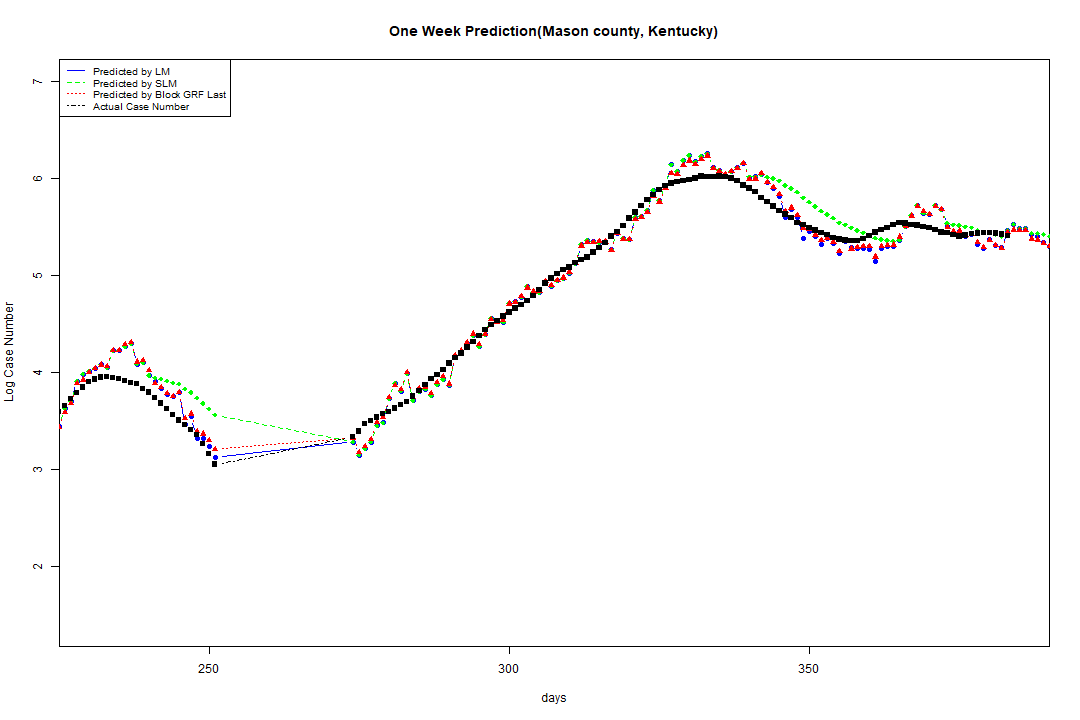 One Week Prediction(Mason county, Kentucky)
Predicted by LM
Predicted by SLM
Predicted by Block GRF Last
Actual Case Number
7
6
5
4
3
2
Log Case Number
250
300
350
days